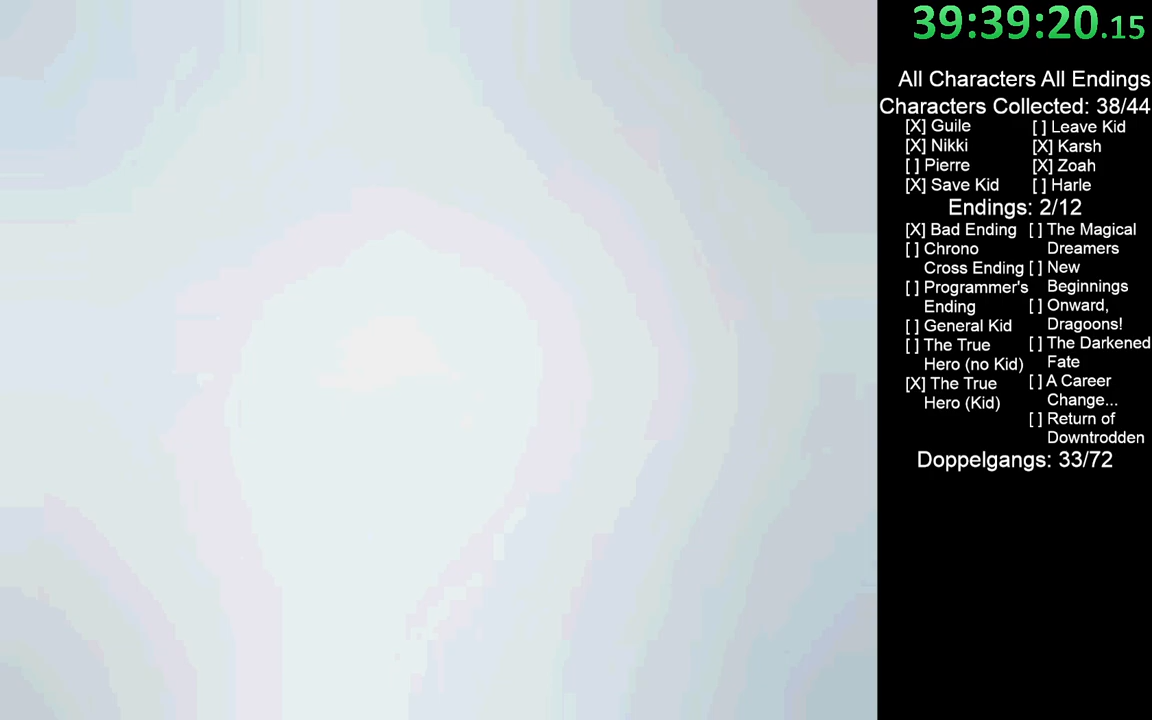 39:39:20.15
All Characters All Endings
Characters Collected: 38/44
[X] Guile [ ] Leave Kid
[X] Nikki [X] Karsh
[ ] Pierre [X] Zoah
[X] Save Kid [ ] Harle
Endings: 2/12
[X] Bad Ending [ ] The Magical
[ ] Chrono Dreamers
Cross Ending [ ] New
[ ] Programmer's Beginnings
Ending [ ] Onward,
[ ] General Kid Dragoons!
[ ] The True [ ] The Darkened
Hero (no Kid) Fate
[X] The True [ ] A Career
Hero (Kid) Change...
[ ] Return of
Downtrodden
Doppelgangs: 33/72